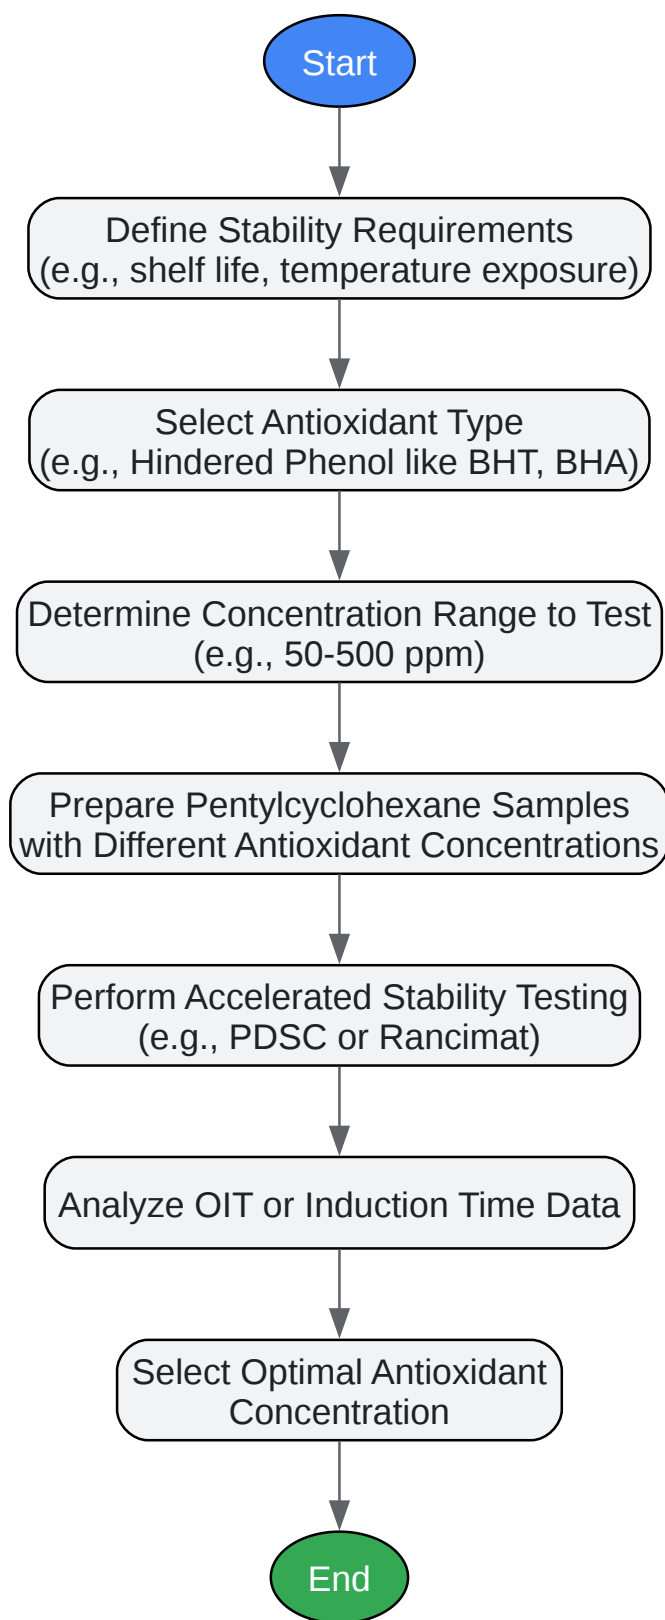 Start
Define Stability Requirements
(e.g., shelf life, temperature exposure)
Select Antioxidant Type
(e.g., Hindered Phenol like BHT, BHA)
Determine Concentration Range to Test
(e.g., 50-500 ppm)
Prepare Pentylcyclohexane Samples
with Different Antioxidant Concentrations
Perform Accelerated Stability Testing
(e.g., PDSC or Rancimat)
Analyze OIT or Induction Time Data
Select Optimal Antioxidant
Concentration
End